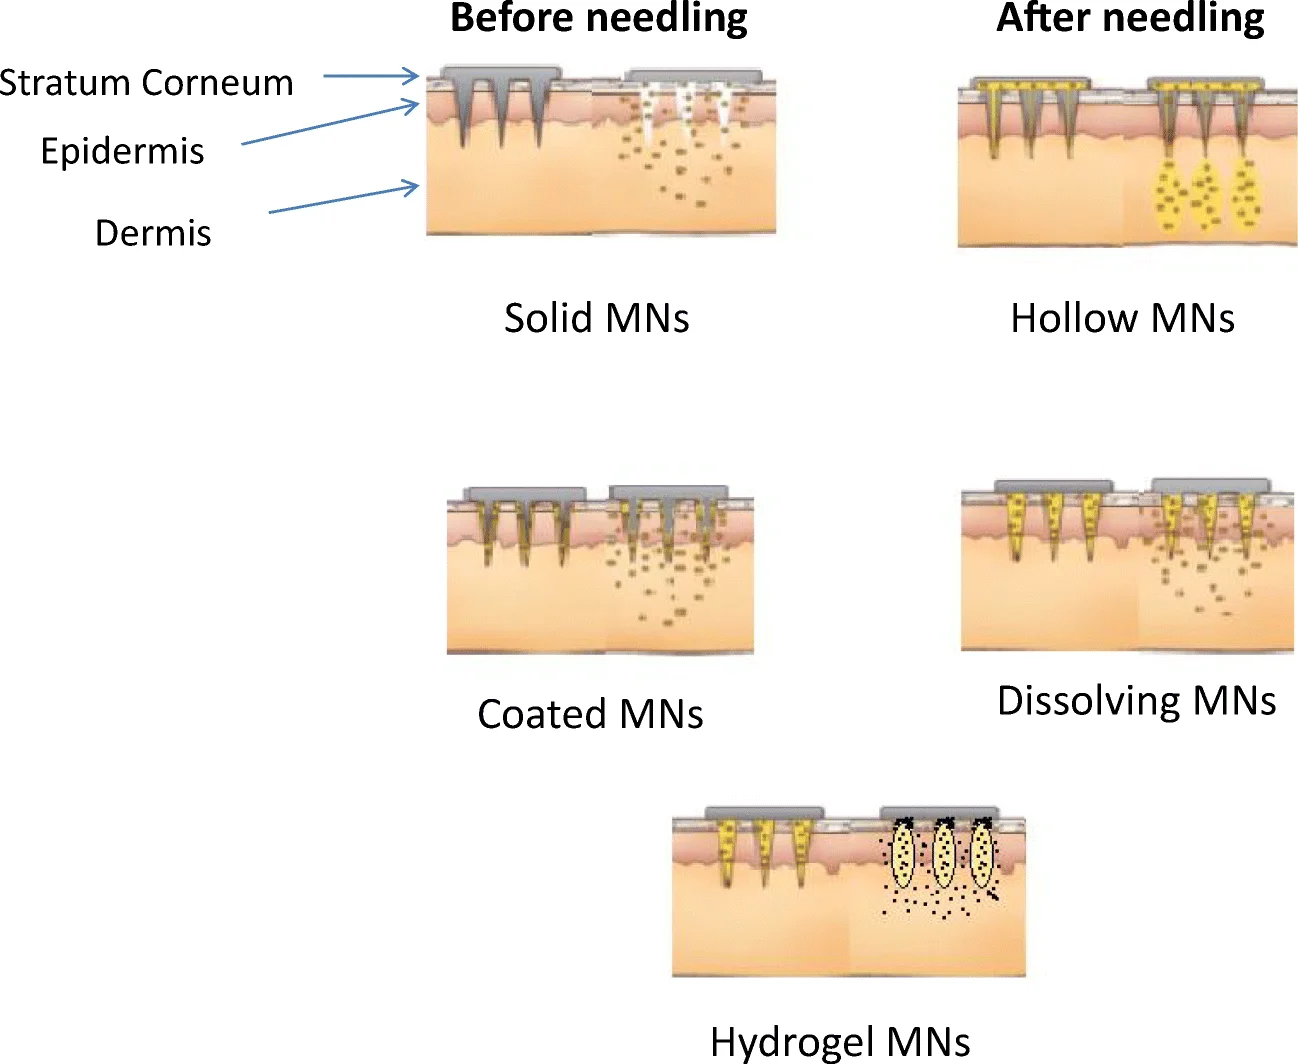 Before needling
After needling
Stratum Corneum
Epidermis
Dermis
Solid MNs
Hollow MNs
Coated MNs
Dissolving MNs
Hydrogel MNs